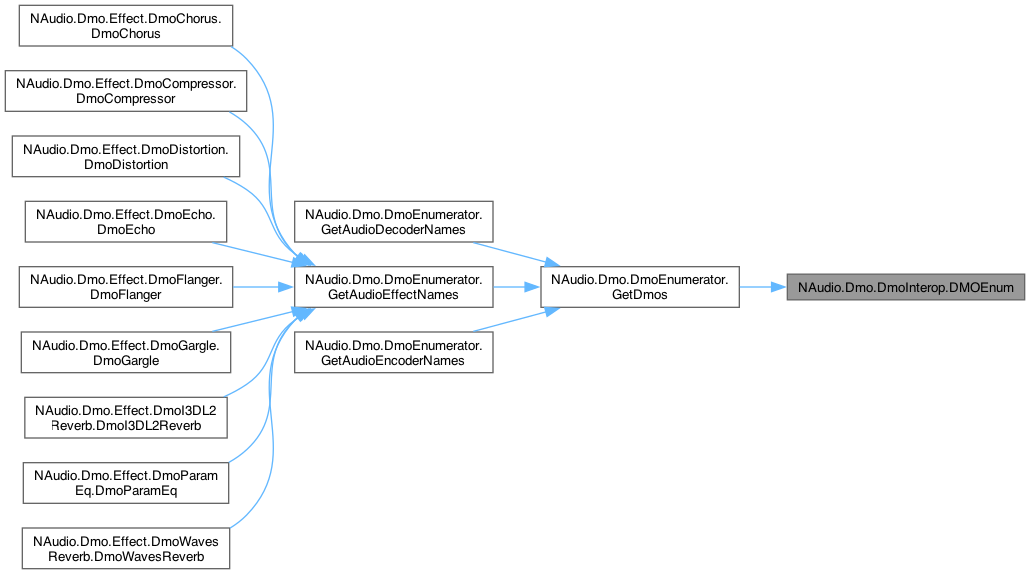 NAudio.Dmo.Effect.DmoChorus.
DmoChorus
NAudio.Dmo.Effect.DmoCompressor.
DmoCompressor
NAudio.Dmo.Effect.DmoDistortion.
DmoDistortion
NAudio.Dmo.Effect.DmoEcho.
DmoEcho
NAudio.Dmo.Effect.DmoFlanger.
DmoFlanger
NAudio.Dmo.Effect.DmoGargle.
DmoGargle
NAudio.Dmo.Effect.DmoI3DL2
Reverb.DmoI3DL2Reverb
NAudio.Dmo.Effect.DmoParam
Eq.DmoParamEq
NAudio.Dmo.Effect.DmoWaves
Reverb.DmoWavesReverb
NAudio.Dmo.DmoEnumerator.
GetAudioDecoderNames
NAudio.Dmo.DmoEnumerator.
GetAudioEffectNames
NAudio.Dmo.DmoEnumerator.
GetAudioEncoderNames
NAudio.Dmo.DmoEnumerator.
GetDmos
NAudio.Dmo.DmoInterop.DMOEnum